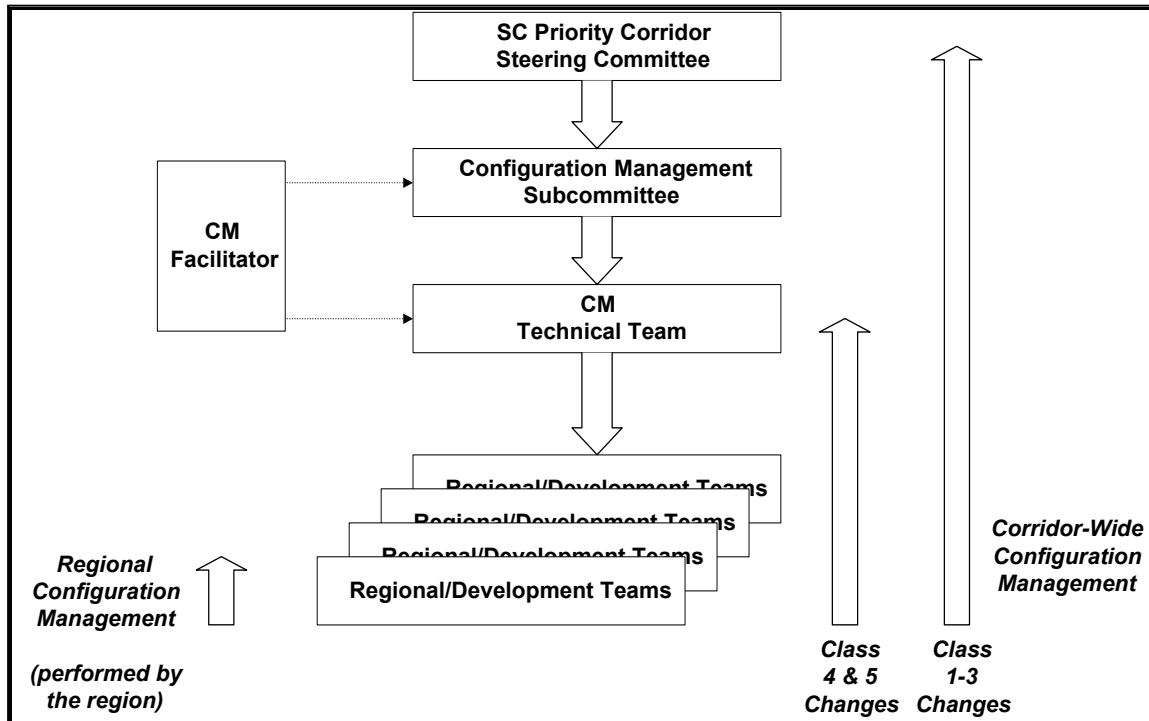 SC Priority Corridor
Steering Committee
Configuration Management
Subcommittee
CM
Facilitator
CM
Technical Team
Regional/Development Teams
Regional/Development Teams
Regional/Development Teams
Regional/Development Teams
Regional
Configuration
Management
(performed by
the region)
Corridor-Wide
Configuration
Management
Class
4 & 5
Changes
Class
1-3
Changes